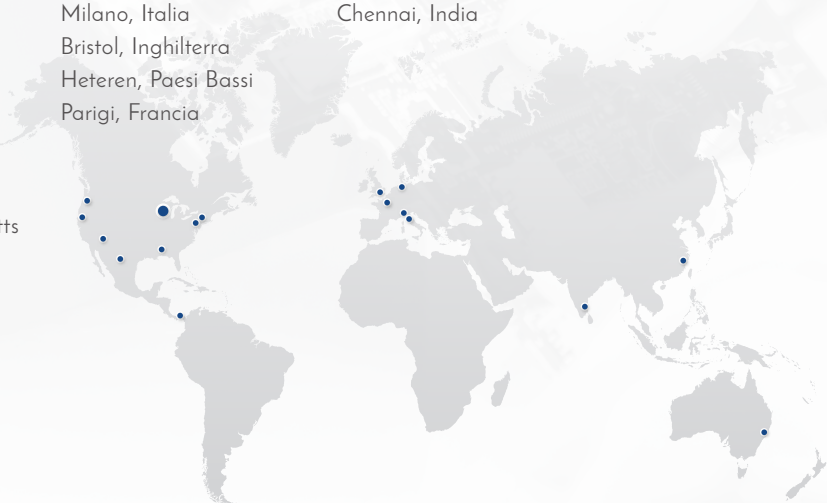 Milano, Italia
Bristol, Inghilterra
Heteren, Paesi Bassi
Parigi, Francia
Chennai, India